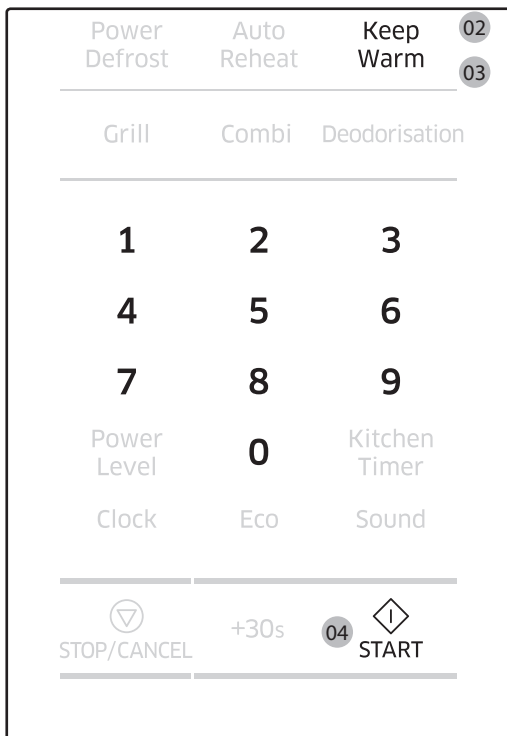 Power Auto Keep 02
Defrost Reheat Warm 03
Grill Combi Deodorisation
1 2 3
4 5 6
7 8 9
Power 0 Kitchen
Level Timer
Clock Eco Sound
+30s 04
STOP/CANCEL START